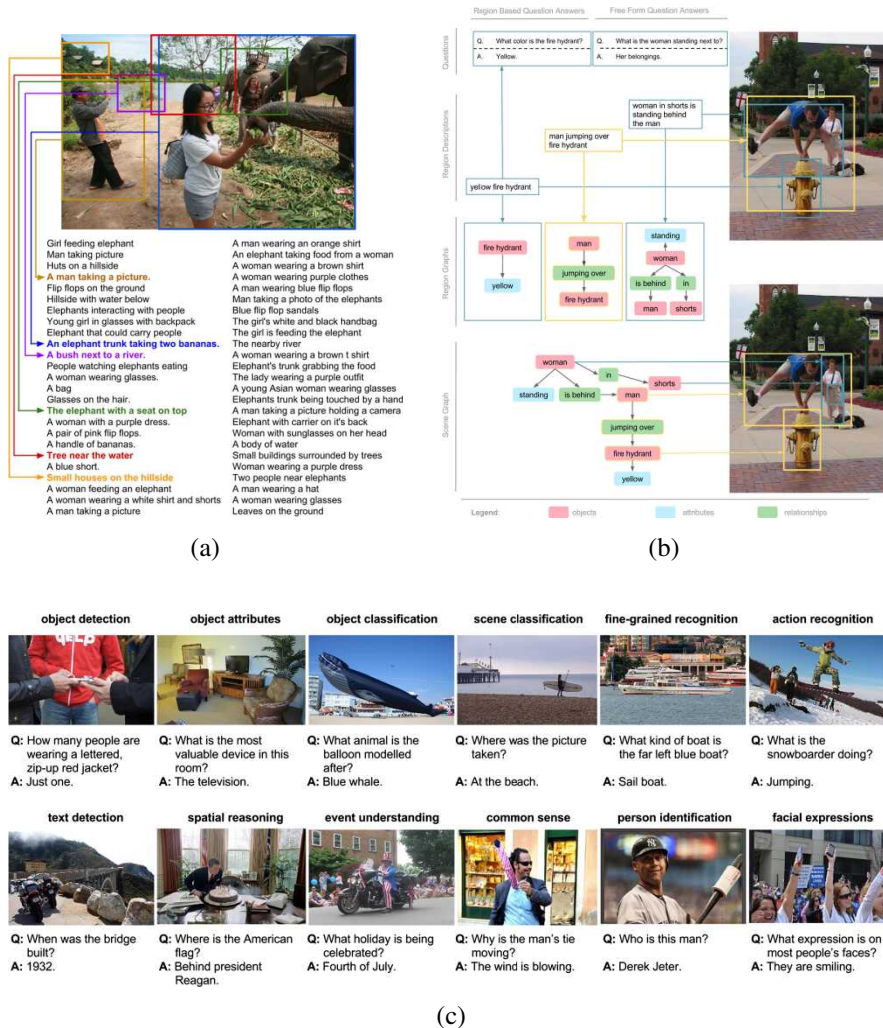 Girl feeding elephant
Man taking picture
Huts on a hillside
A man taking a picture.
Flip flops on the ground
Hillside with water below
Elephants interacting with people
Young girl in glasses with backpack
Elephant that could carry people
An elephant trunk taking two bananas.
A bush next to a river.
People watching elephants eating
A woman wearing glasses.
A bag
Glasses on the hair.
The elephant with a seat on top
A woman with a purple dress.
A pair of pink flip flops.
A handle of bananas.
Tree near the water
A blue short.
Small houses on the hillside
A woman feeding an elephant
A woman wearing a white shirt and shorts
A man taking a picture
A man wearing an orange shirt
An elephant taking food from a woman
A woman wearing a brown shirt
A woman wearing purple clothes
A man wearing blue flip flops
Man taking a photo of the elephants
Blue flip flop sandals
The girl's white and black handbag
The girl is feeding the elephant
The nearby river
A woman wearing a brown t shirt
Elephant's trunk grabbing the food
The lady wearing a purple outfit
A young Asian woman wearing glasses
Elephants trunk being touched by a hand
A man taking a picture holding a camera
Elephant with carrier on it's back
Woman with sunglasses on her head
A body of water
Small buildings surrounded by trees
Woman wearing a purple dress
Two people near elephants
A man wearing a hat
A woman wearing glasses
Leaves on the ground
(a)
Region Based Question Answers
Free Form Question Answers
Questions
Q. What color is the fire hydrant?
A. Yellow.
Q. What is the woman standing next to?
A. Her belongings.
Region Descriptions
woman in shorts is
standing behind
the man
man jumping over
fire hydrant
yellow fire hydrant
Region Graphs
fire hydrant
yellow
man
jumping over
fire hydrant
standing
woman
is behind
in
man
shorts
Scene Graph
woman
in
shorts
standing
is behind
man
jumping over
fire hydrant
yellow
Legend:
objects
attributes
relationships
(b)
object detection
Q: How many people are
wearing a lettered,
zip-up red jacket?
A: Just one.
object attributes
Q: What is the most
valuable device in this
room?
A: The television.
object classification
Q: What animal is the
balloon modelled
after?
A: Blue whale.
scene classification
Q: Where was the picture
taken?
A: At the beach.
fine-grained recognition
Q: What kind of boat is
the far left blue boat?
A: Sail boat.
action recognition
Q: What is the
snowboarder doing?
A: Jumping.
text detection
Q: When was the bridge
built?
A: 1932.
spatial reasoning
Q: Where is the American
flag?
A: Behind president
Reagan.
event understanding
Q: What holiday is being
celebrated?
A: Fourth of July.
common sense
Q: Why is the man's tie
moving?
A: The wind is blowing.
person identification
Q: Who is this man?
A: Derek Jeter.
facial expressions
Q: What expression is on
most people's faces?
A: They are smiling.
(c)